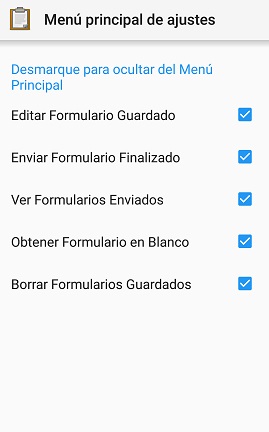 Menú principal de ajustes
Desmarque para ocultar del Menú
Principal
Editar Formulario Guardado
Enviar Formulario Finalizado
Ver Formularios Enviados
Obtener Formulario en Blanco
Borrar Formularios Guardados